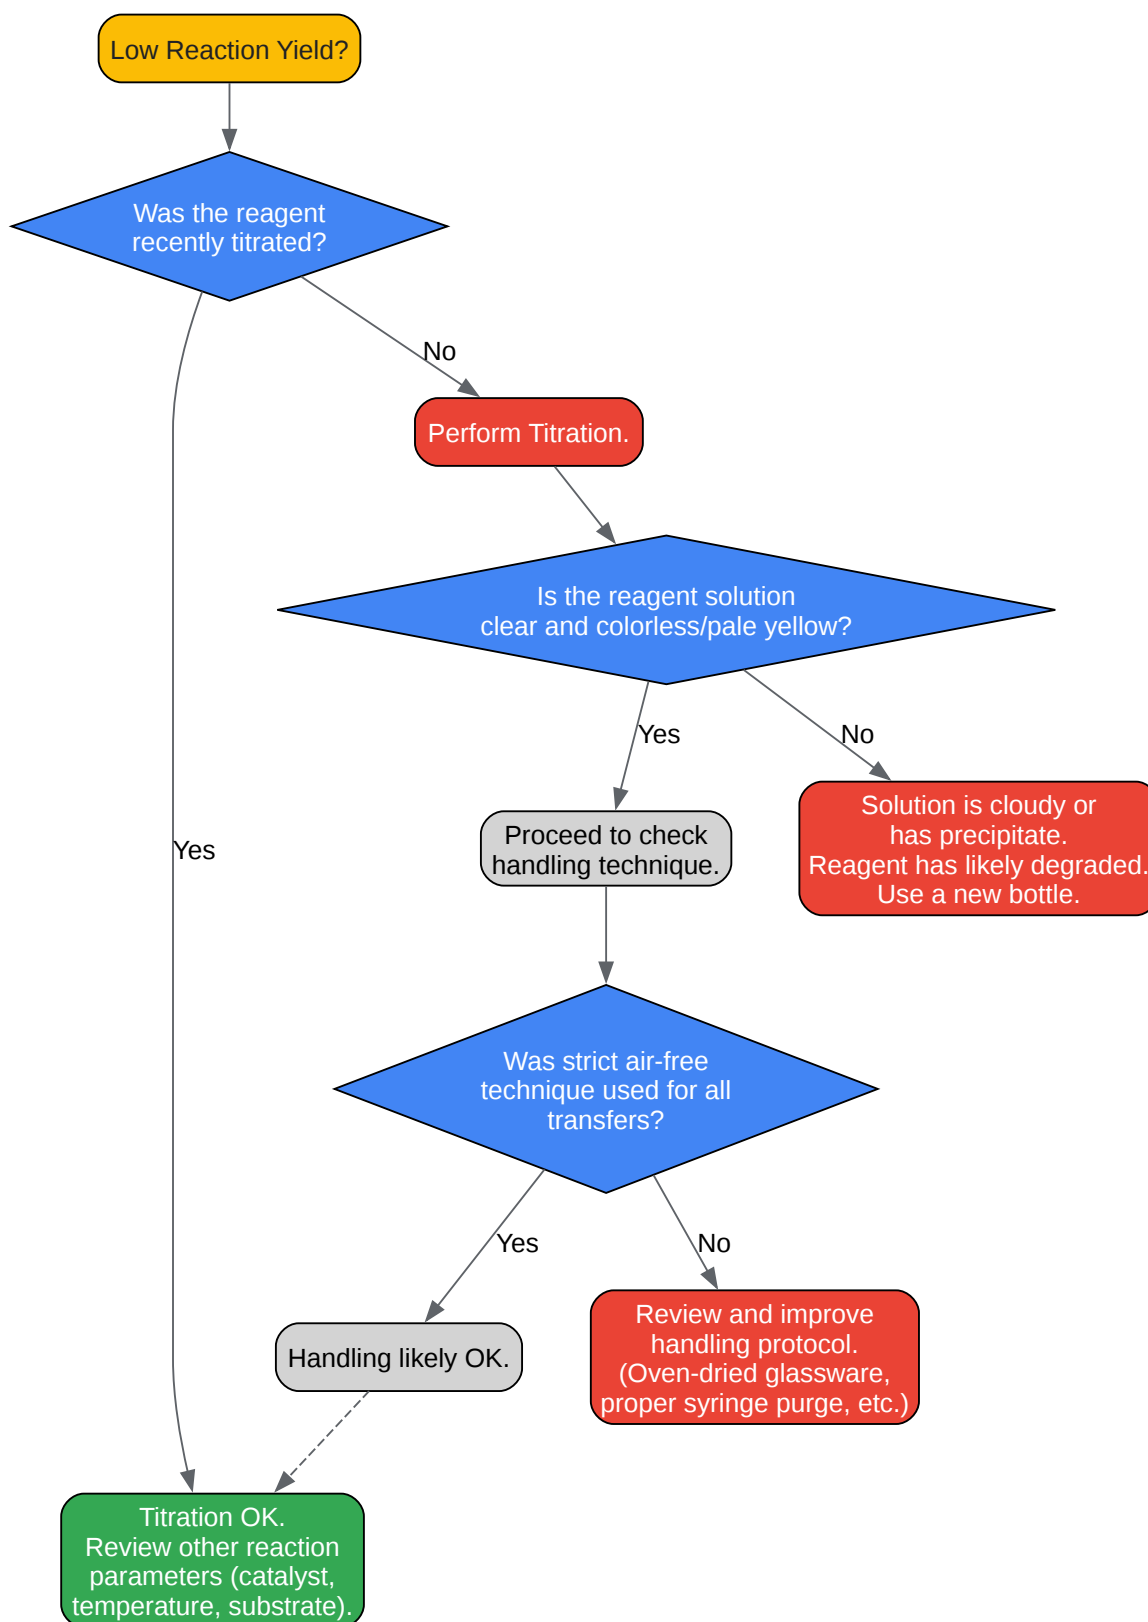 Low Reaction Yield?
Was the reagent
recently titrated?
No
Perform Titration.
Is the reagent solution
clear and colorless/pale yellow?
Yes
No
Proceed to check
handling technique.
Solution is cloudy or
has precipitate.
Reagent has likely degraded.
Use a new bottle.
Yes
Was strict air-free
technique used for all
transfers?
Yes
No
Handling likely OK.
Review and improve
handling protocol.
(Oven-dried glassware,
proper syringe purge, etc.)
Titration OK.
Review other reaction
parameters (catalyst,
temperature, substrate).